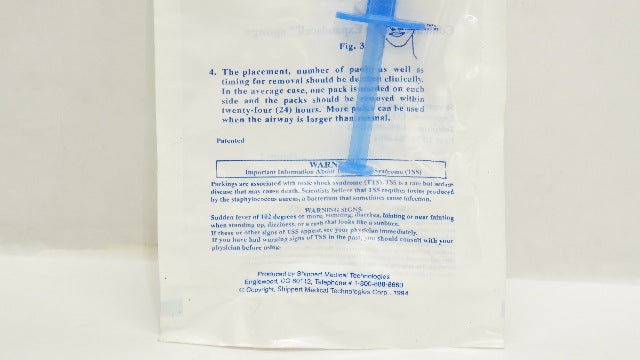 Fig. 3
4. The placement, number of packs as well as
timing for removal should be clinically.
In the average case, one pack is on each
side and the packs should be removed within
twenty-four (24) hours. More packs can be used
when the airway is larger than normal.
Patented
WARN
Important Information About Syndrome (TSS)
Packings are associated with toxic shock syndrome (TTS). TSS is a rare but serious
disease that may cause death. Scientists believe that TSS requires toxins produced
by the staphylococcus aureus, a bacterium that sometimes cause infection.
WARNING SIGNS
Sudden fever of 102 degrees or more, vomiting, diarrhea, fainting or near fainting
when standing up, dizziness, or a rash that looks like a sunburn.
If these or other signs of TSS appear, see your physician immediately.
If you have had warning signs of TSS in the past, you should consult with your
physician before using.
Produced by Shippert Medical Technologies
Englewood, CO 80112, Telephone # 1-800-888-8663
© Copyright, Shippert Medical Technologies Corp., 1994